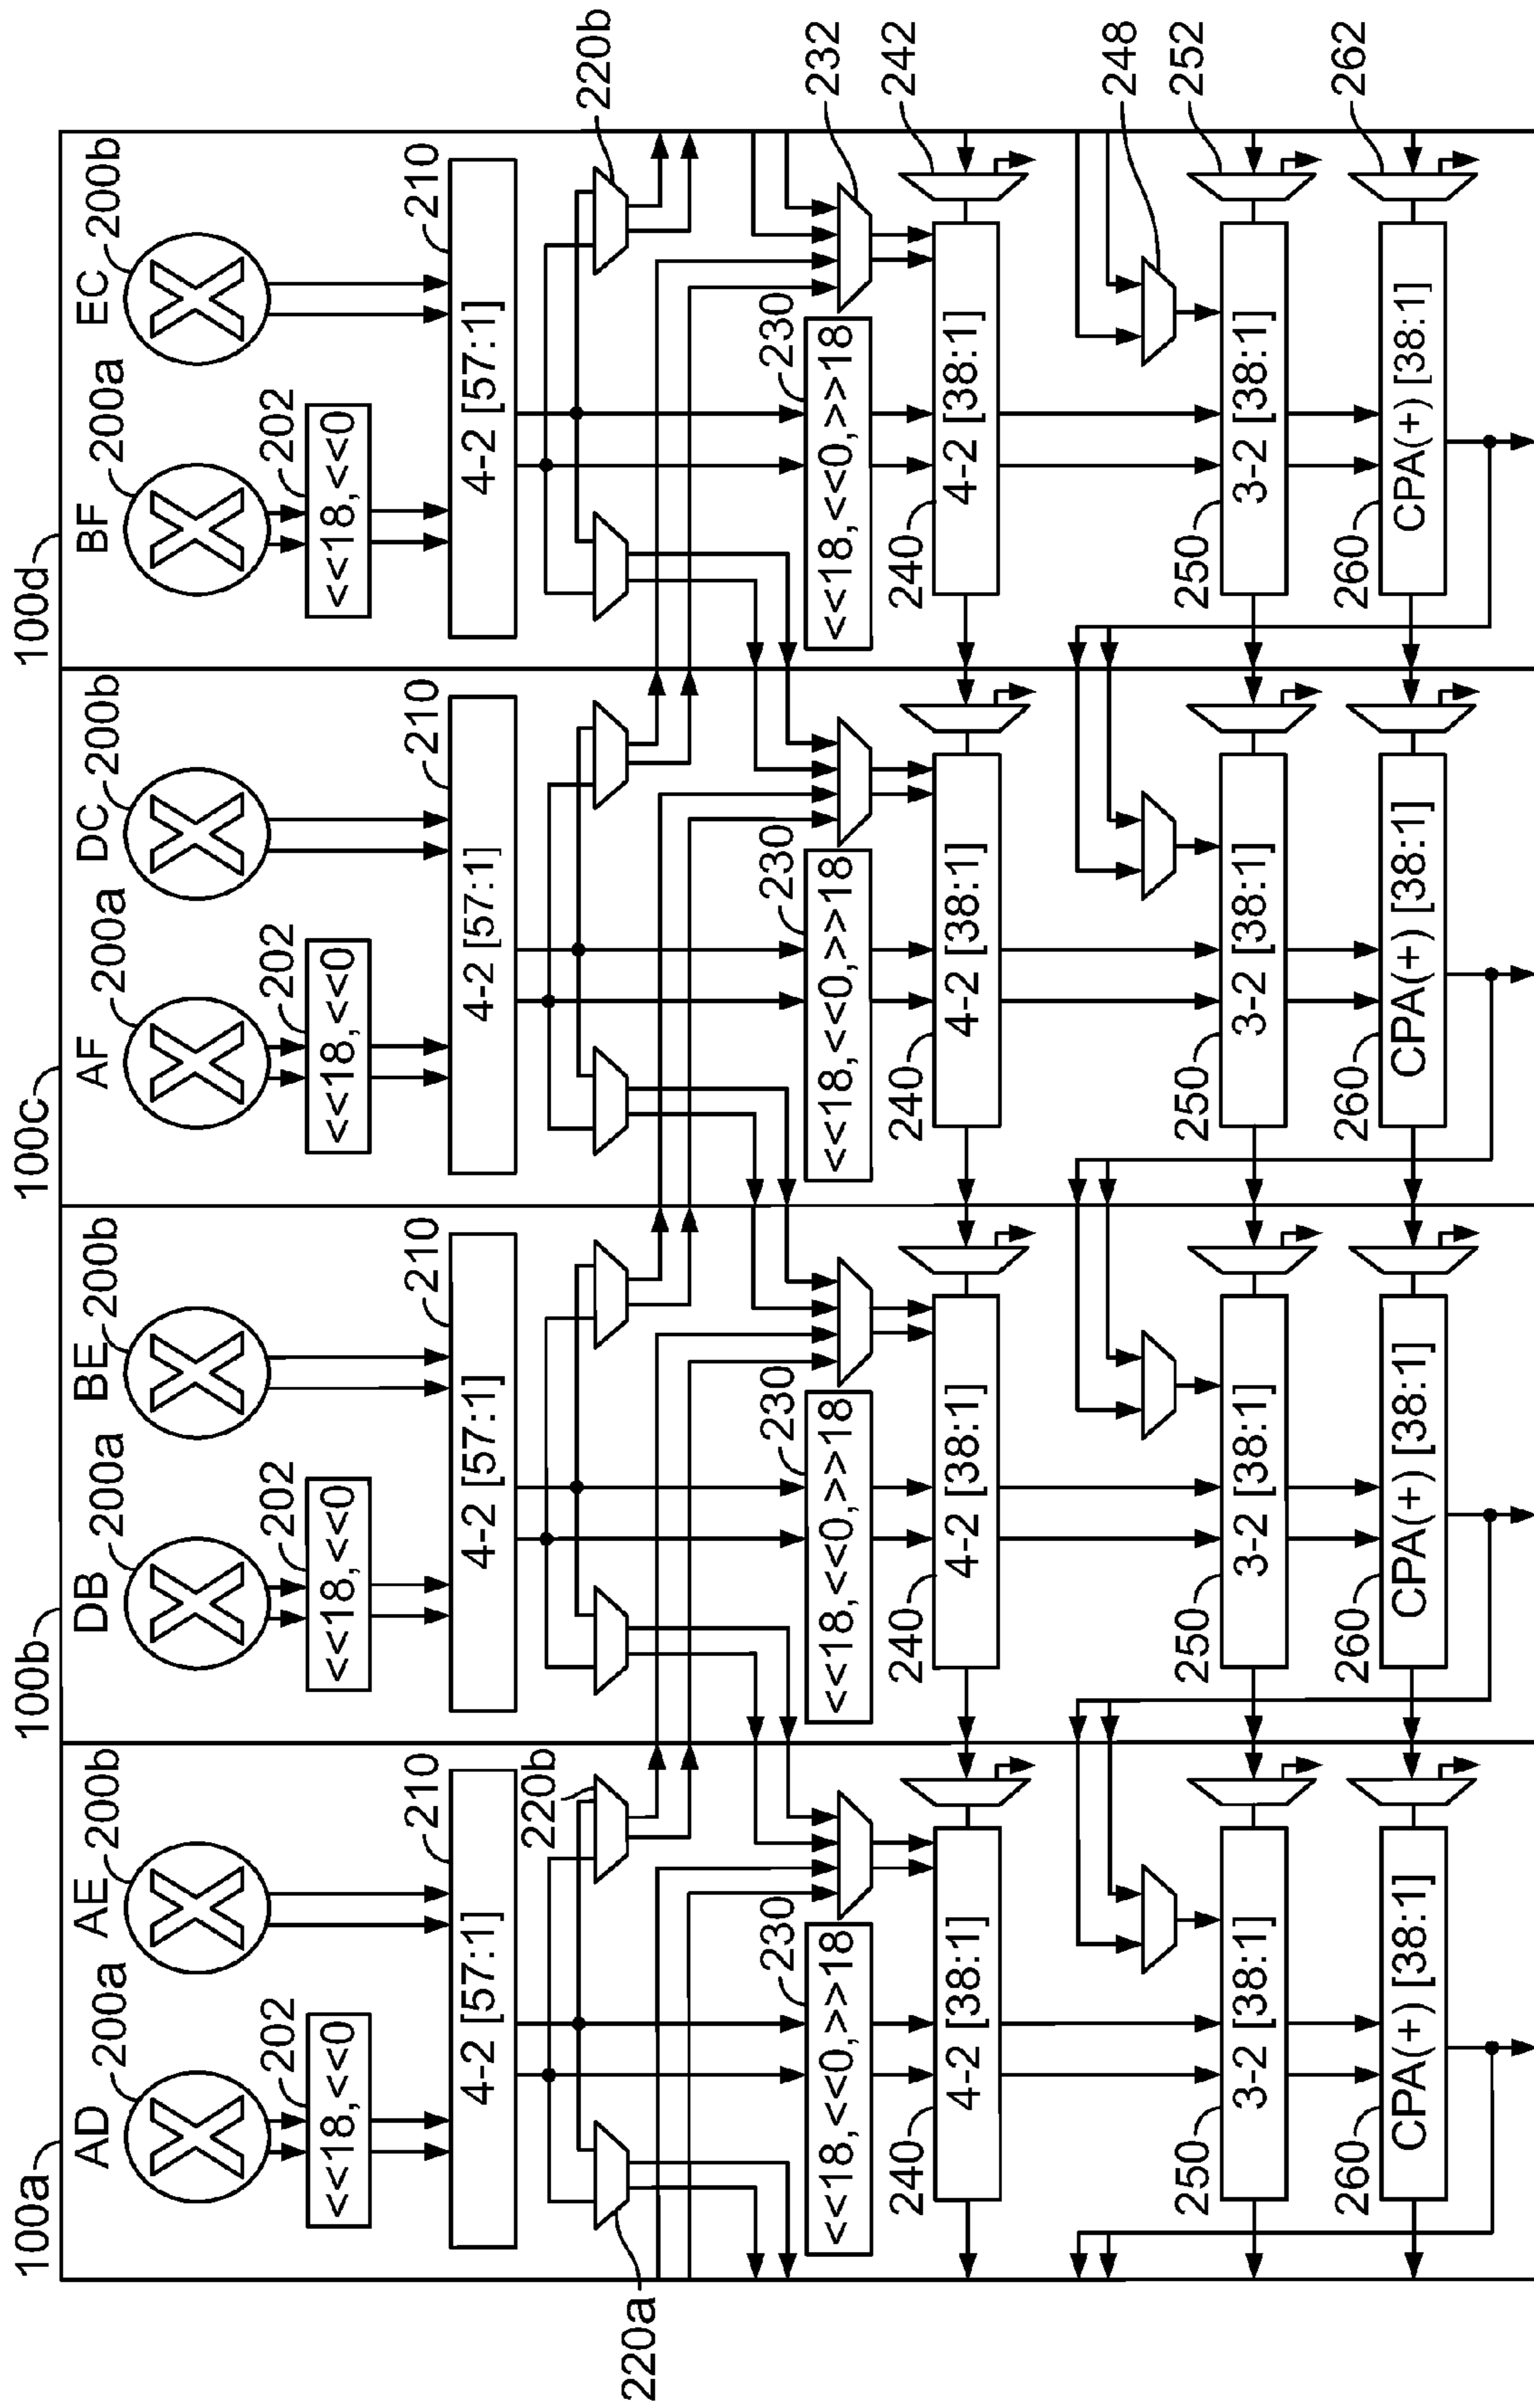 100a 100b 100c 100d
AD 200a AE 200b DB 200a BE 200b AF 200a DC 200b BF 200a EC 200b
202 202 202 202
<<18,<<0 <<18,<<0 <<18,<<0 <<18,<<0
210 210 210 210
4-2 [57:1] 4-2 [57:1] 4-2 [57:1] 4-2 [57:1]
220a 220b 220b
230 230 230 230 232
<<18,<<0,>>18 <<18,<<0,>>18 <<18,<<0,>>18 <<18,<<0,>>18
240 240 240 240 242
4-2 [38:1] 4-2 [38:1] 4-2 [38:1] 4-2 [38:1]
248
250 250 250 250 252
3-2 [38:1] 3-2 [38:1] 3-2 [38:1] 3-2 [38:1]
260 260 260 260 262
CPA(+) [38:1] CPA(+) [38:1] CPA(+) [38:1] CPA(+) [38:1]